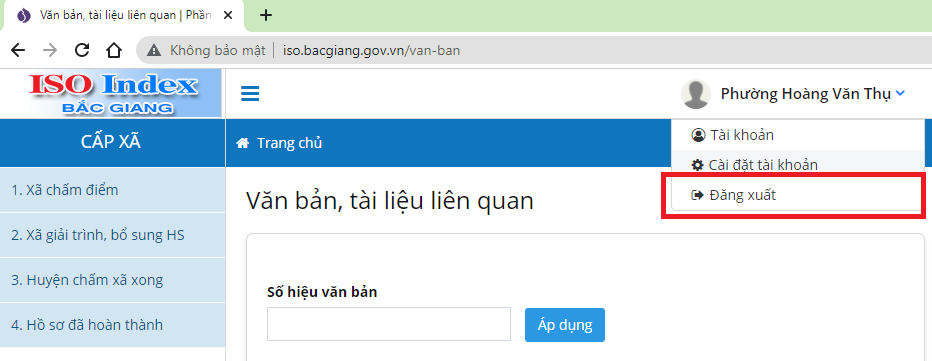 Văn bản, tài liệu liên quan | Phần
Không bảo mật | iso.bacgiang.gov.vn/van-ban
ISO Index
BẮC GIANG
Phường Hoàng Văn Thụ
CẤP XÃ
Trang chủ
Tài khoản
Cài đặt tài khoản
Đăng xuất
1. Xã chấm điểm
2. Xã giải trình, bổ sung HS
3. Huyện chấm xã xong
4. Hồ sơ đã hoàn thành
Văn bản, tài liệu liên quan
Số hiệu văn bản
Áp dụng